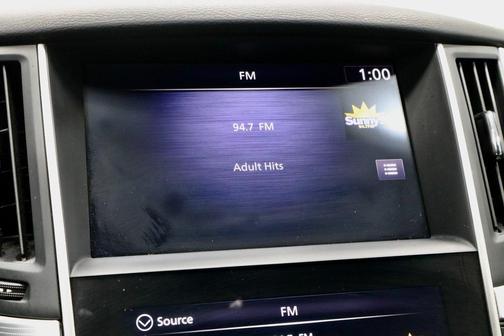 FM
1:00
94.7 FM
Sunny
Adult Hits
Source
FM